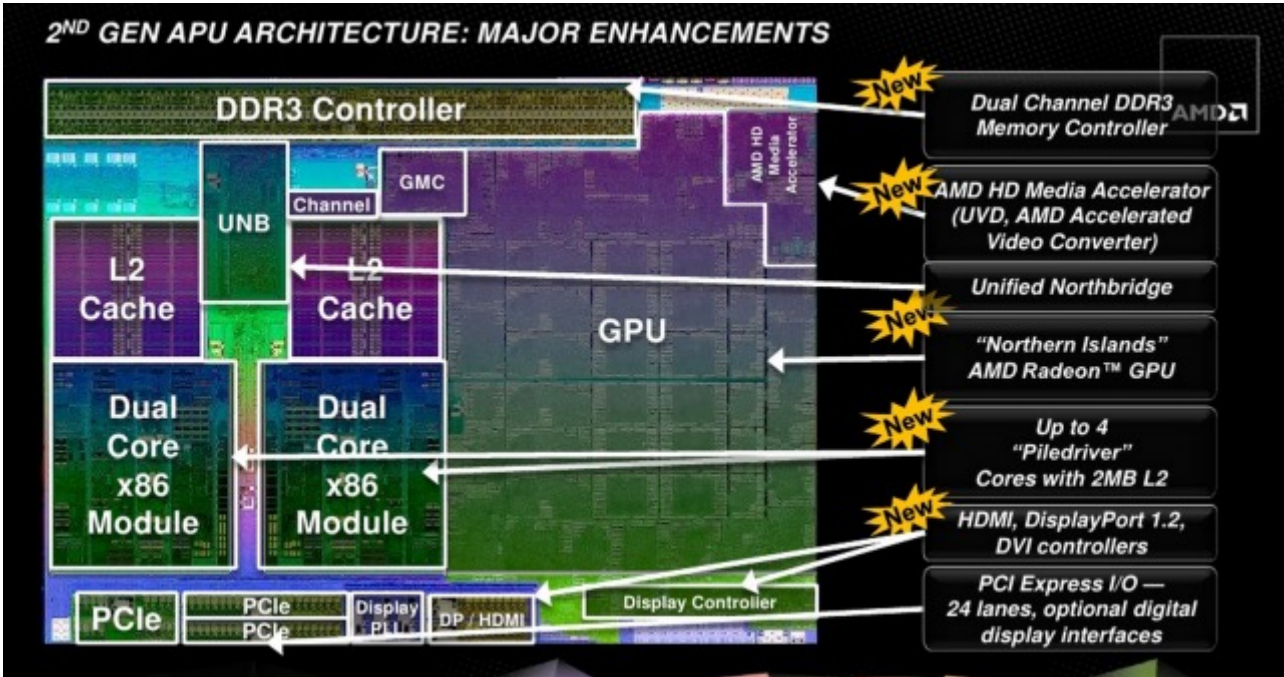 2ND GEN APU ARCHITECTURE: MAJOR ENHANCEMENTS
DDR3 Controller
AMD HD
Media
Accelerator
GMC
Channel
UNB
L2
Cache
L2
Cache
GPU
Dual
Core
x86
Module
Dual
Core
x86
Module
PCIe
PCIe
PCIe
Display
PLL
DP / HDMI
Display Controller
AMD
New
Dual Channel DDR3
Memory Controller
New
AMD HD Media Accelerator
(UVD, AMD Accelerated
Video Converter)
Unified Northbridge
New
“Northern Islands”
AMD Radeon™ GPU
New
Up to 4
“Piledriver”
Cores with 2MB L2
New
HDMI, DisplayPort 1.2,
DVI controllers
PCI Express I/O —
24 lanes, optional digital
display interfaces